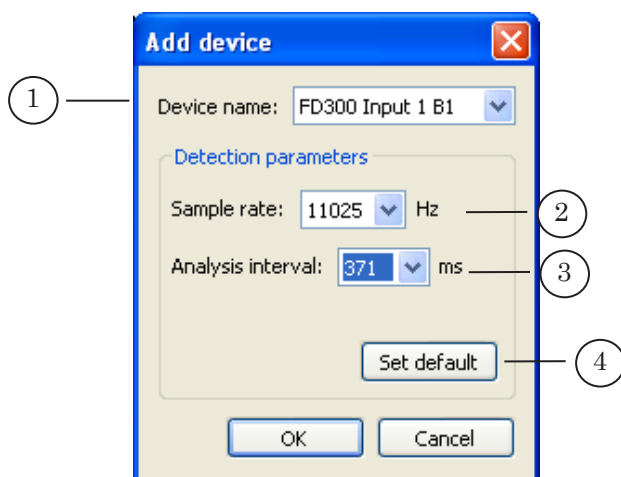 Add device
1
Device name: FD300 Input 1 B1
Detection parameters
Sample rate: 11025 Hz
2
Analysis interval: 371 ms
3
Set default
4
OK Cancel